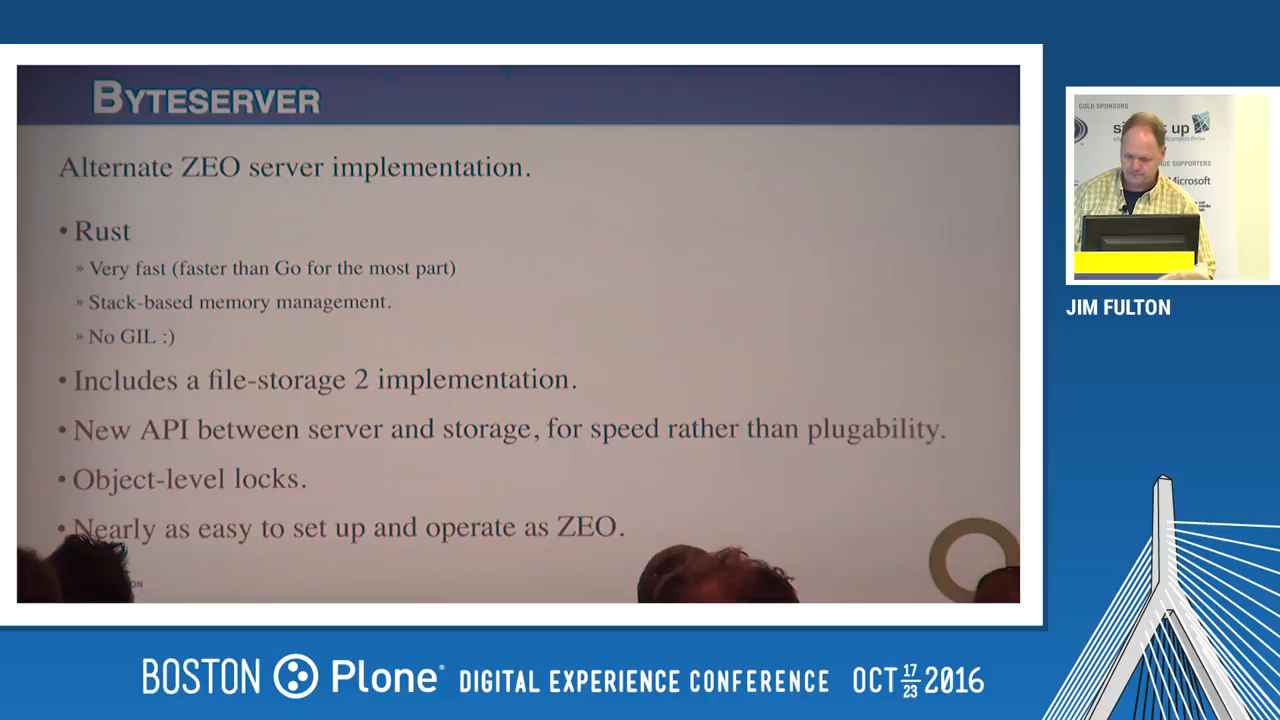 BYTESERVER
Alternate ZEO server implementation.
• Rust
» Very fast (faster than Go for the most part)
» Stack-based memory management.
» No GIL :)
• Includes a file-storage 2 implementation.
• New API between server and storage, for speed rather than plugability.
• Object-level locks.
• Nearly as easy to set up and operate as ZEO.
GOLD SPONSORS
up
SUPPORTERS
Microsoft
JIM FULTON
BOSTON Plone® DIGITAL EXPERIENCE CONFERENCE OCT 17 23 2016